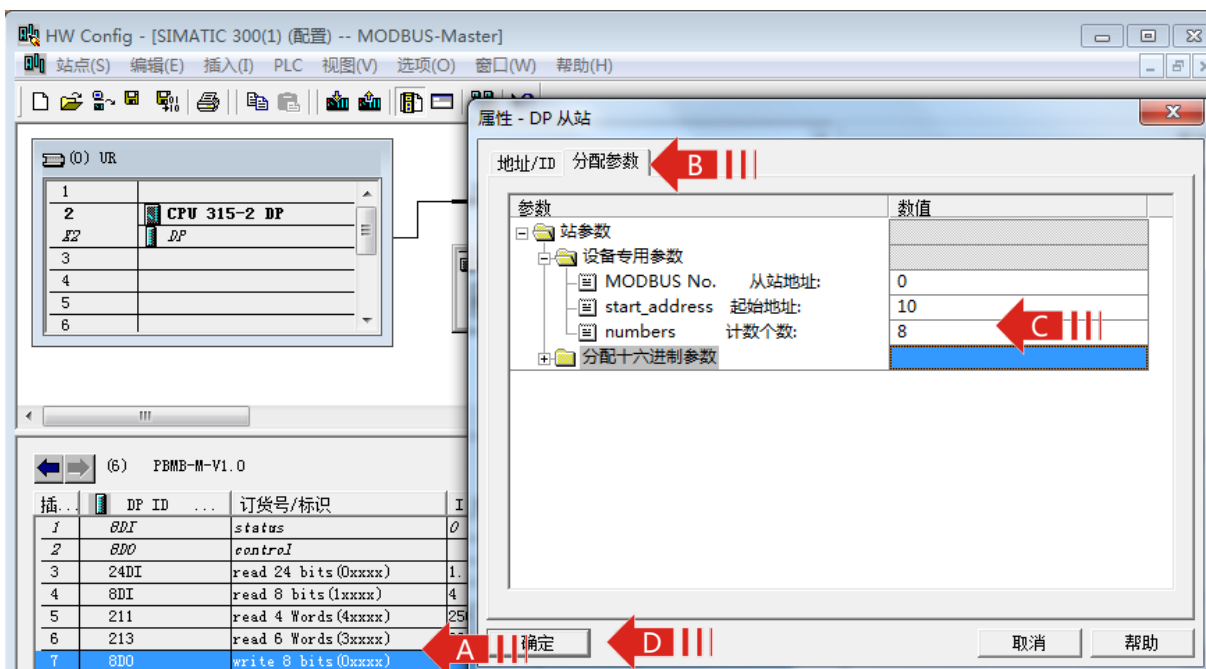 HW Config - [SIMATIC 300(1) (配置) -- MODBUS-Master]
站点(S) 编辑(E) 插入(I) PLC 视图(V) 选项(O) 窗口(W) 帮助(H)
(0) UR
1
2 CPU 315-2 DP
X2 DP
3
4
5
6
(6) PBMB-M-V1.0
插... DP ID ... 订货号/标识 I
1 8DI status 0
2 8DO control
3 24DI read 24 bits(0xxxx) 1.
4 8DI read 8 bits(1xxxx) 4
5 211 read 4 Words(4xxxx) 25
6 213 read 6 Words(3xxxx)
7 8DO write 8 bits(0xxxx)
A
属性 - DP 从站
地址/ID 分配参数
B
参数 数值
站参数
设备专用参数
MODBUS No. 从站地址: 0
start_address 起始地址: 10
numbers 计数个数: 8
C
分配十六进制参数
确定 取消 帮助
D